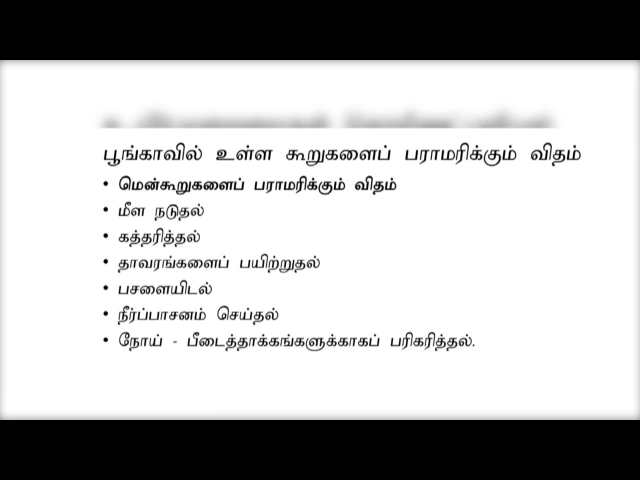 பூங்காவில் உள்ள கூறுகளைப் பராமரிக்கும் விதம்
• மென்கூறுகளைப் பராமரிக்கும் விதம்
• மீள நடுதல்
• கத்தரித்தல்
• தாவரங்களைப் பயிற்றுதல்
• பசளையிடல்
• நீர்ப்பாசனம் செய்தல்
• நோய் - பீடைத்தாக்கங்களுக்காகப் பரிகரித்தல்.